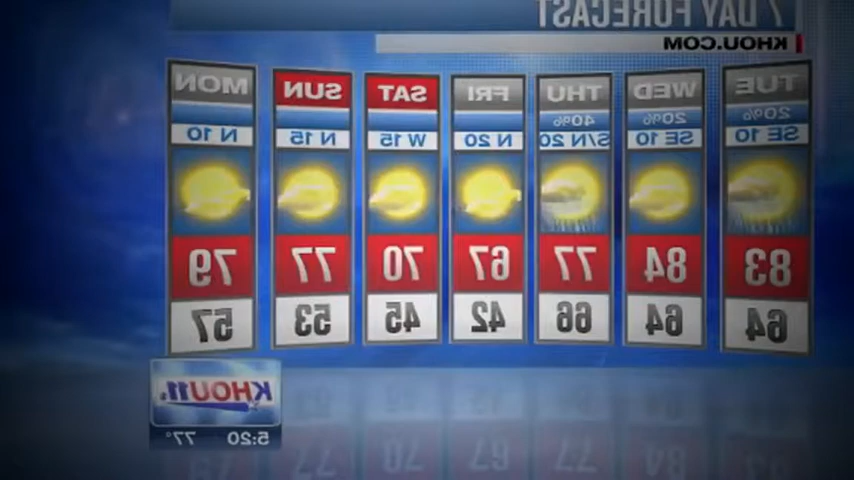 7 DAY FORECAST
KHOU.COM
TUE WED THU FRI SAT SUN MON
20% 20% 40%
SE 10 SE 10 S/N 20 N 20 W 15 N 15 N 10
83 84 77 67 70 77 79
64 64 66 42 45 53 57
KHOU11.
5:20 77°